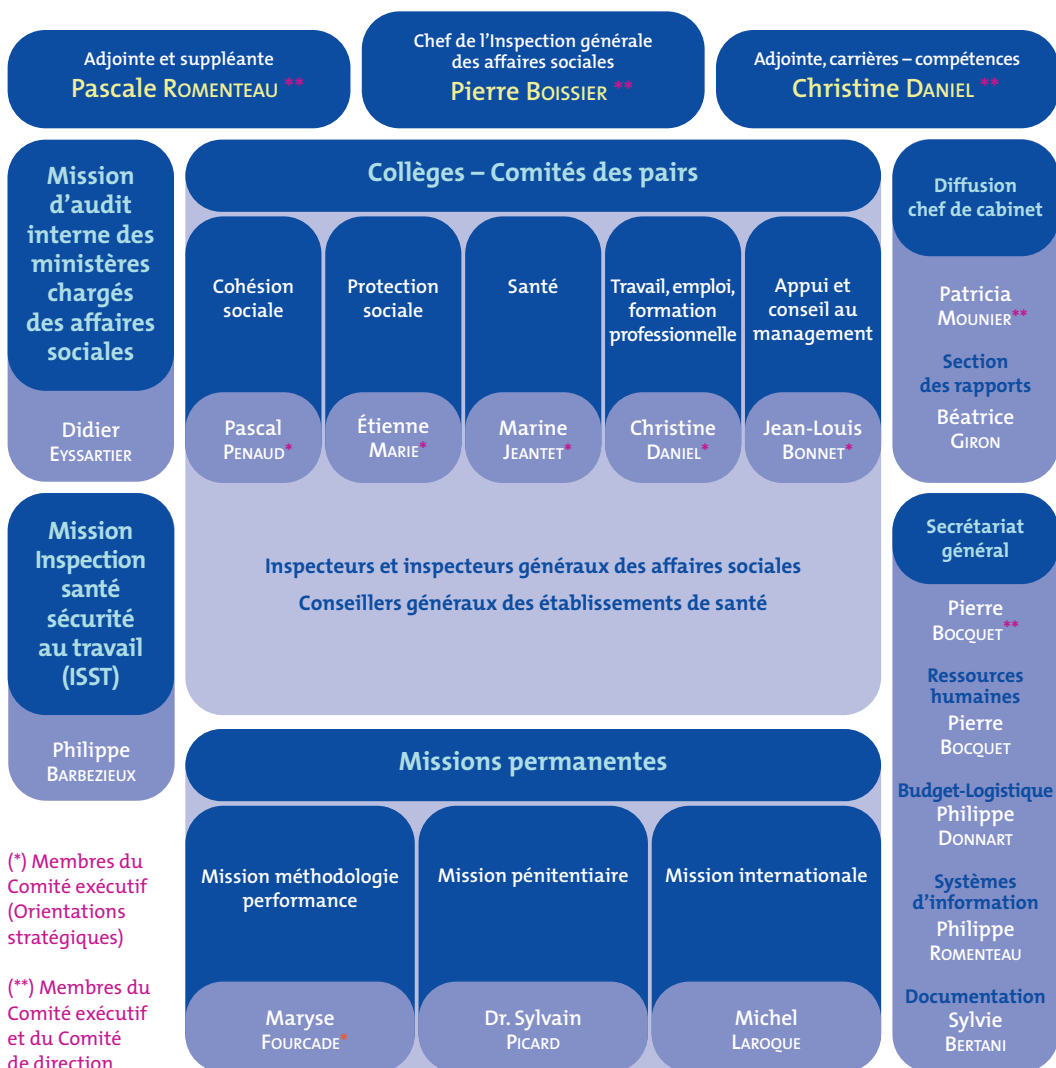 Adjointe et suppléante
Pascale ROMENTEAU **
Chef de l'Inspection générale
des affaires sociales
Pierre BOISSIER **
Adjointe, carrières – compétences
Christine DANIEL **
Mission
d'audit
interne des
ministères
chargés
des affaires
sociales
Didier
EYSSARTIER
Mission
Inspection
santé
sécurité
au travail
(ISST)
Philippe
BARBEZIEUX
Collèges – Comités des pairs
Cohésion
sociale
Pascal
PENAUD*
Protection
sociale
Étienne
MARIE*
Santé
Marine
JEANTET*
Travail, emploi,
formation
professionnelle
Christine
DANIEL*
Appui et
conseil au
management
Jean-Louis
BONNET*
Inspecteurs et inspecteurs généraux des affaires sociales
Conseillers généraux des établissements de santé
Missions permanentes
Mission méthodologie
performance
Maryse
FOURCADE*
Mission pénitentiaire
Dr. Sylvain
PICARD
Mission internationale
Michel
LAROQUE
Diffusion
chef de cabinet
Patricia
MOUNIER**
Section
des rapports
Béatrice
GIRON
Secrétariat
général
Pierre
BOCQUET**
Ressources
humaines
Pierre
BOCQUET
Budget-Logistique
Philippe
DONNART
Systèmes
d'information
Philippe
ROMENTEAU
Documentation
Sylvie
BERTANI
(*) Membres du
Comité exécutif
(Orientations
stratégiques)
(**) Membres du
Comité exécutif
et du Comité
de direction